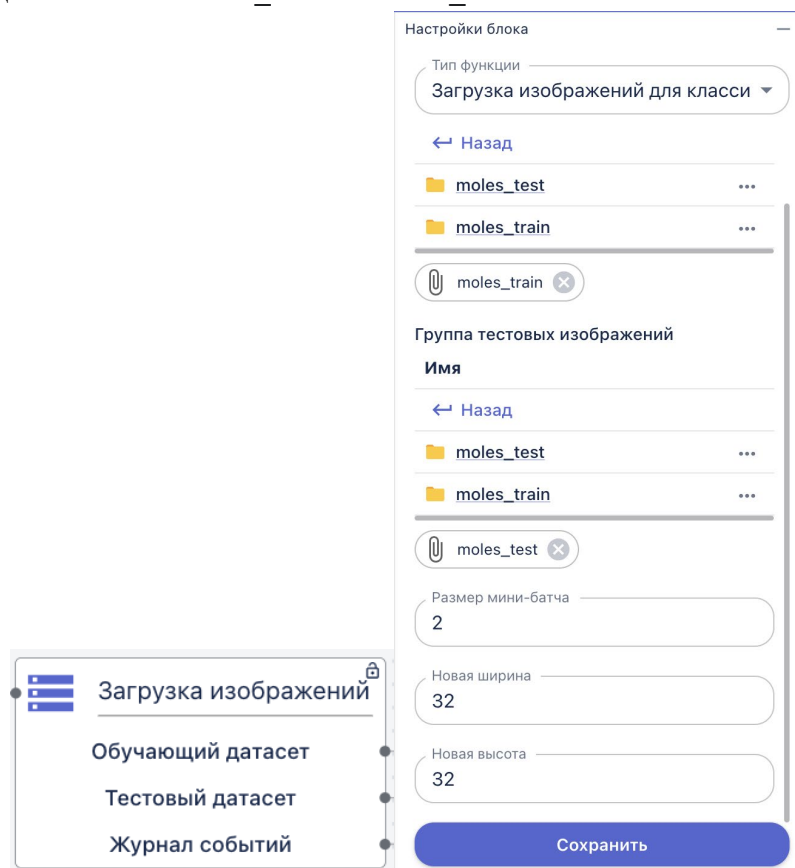 Настройки блока
Тип функции
Загрузка изображений для класси
Назад
moles_test
moles_train
moles_train
Группа тестовых изображений
Имя
Назад
moles_test
moles_train
moles_test
Размер мини-батча
2
Новая ширина
32
Новая высота
32
Сохранить
Загрузка изображений
Обучающий датасет
Тестовый датасет
Журнал событий